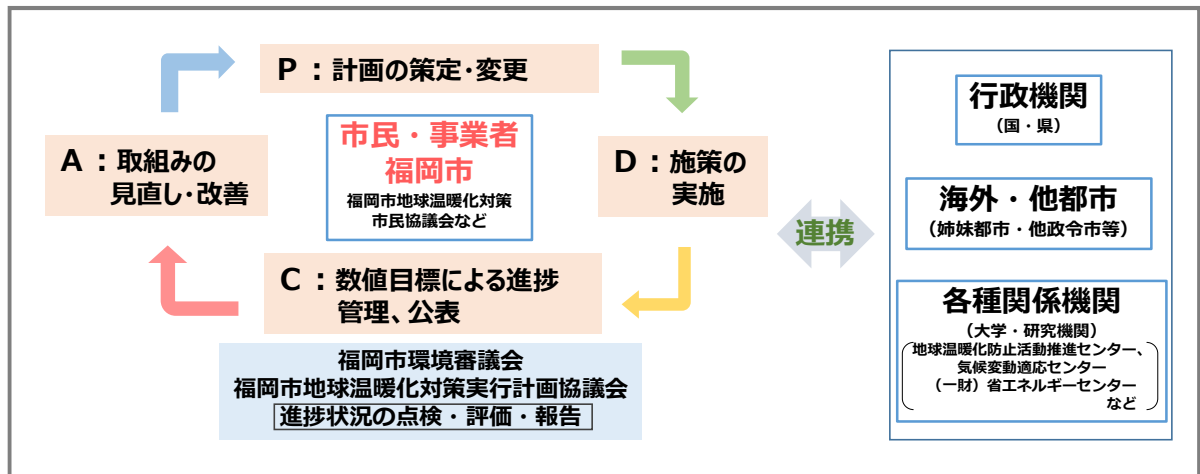 P：計画の策定･変更
A：取組みの
見直し･改善
市民・事業者
福岡市
福岡市地球温暖化対策
市民協議会など
D：施策の
実施
C：数値目標による進捗
管理、公表
福岡市環境審議会
福岡市地球温暖化対策実行計画協議会
進捗状況の点検・評価・報告
連携
行政機関
（国・県）
海外・他都市
（姉妹都市・他政令市等）
各種関係機関
（大学・研究機関）
地球温暖化防止活動推進センター、
気候変動適応センター
（一財）省エネルギーセンター
など